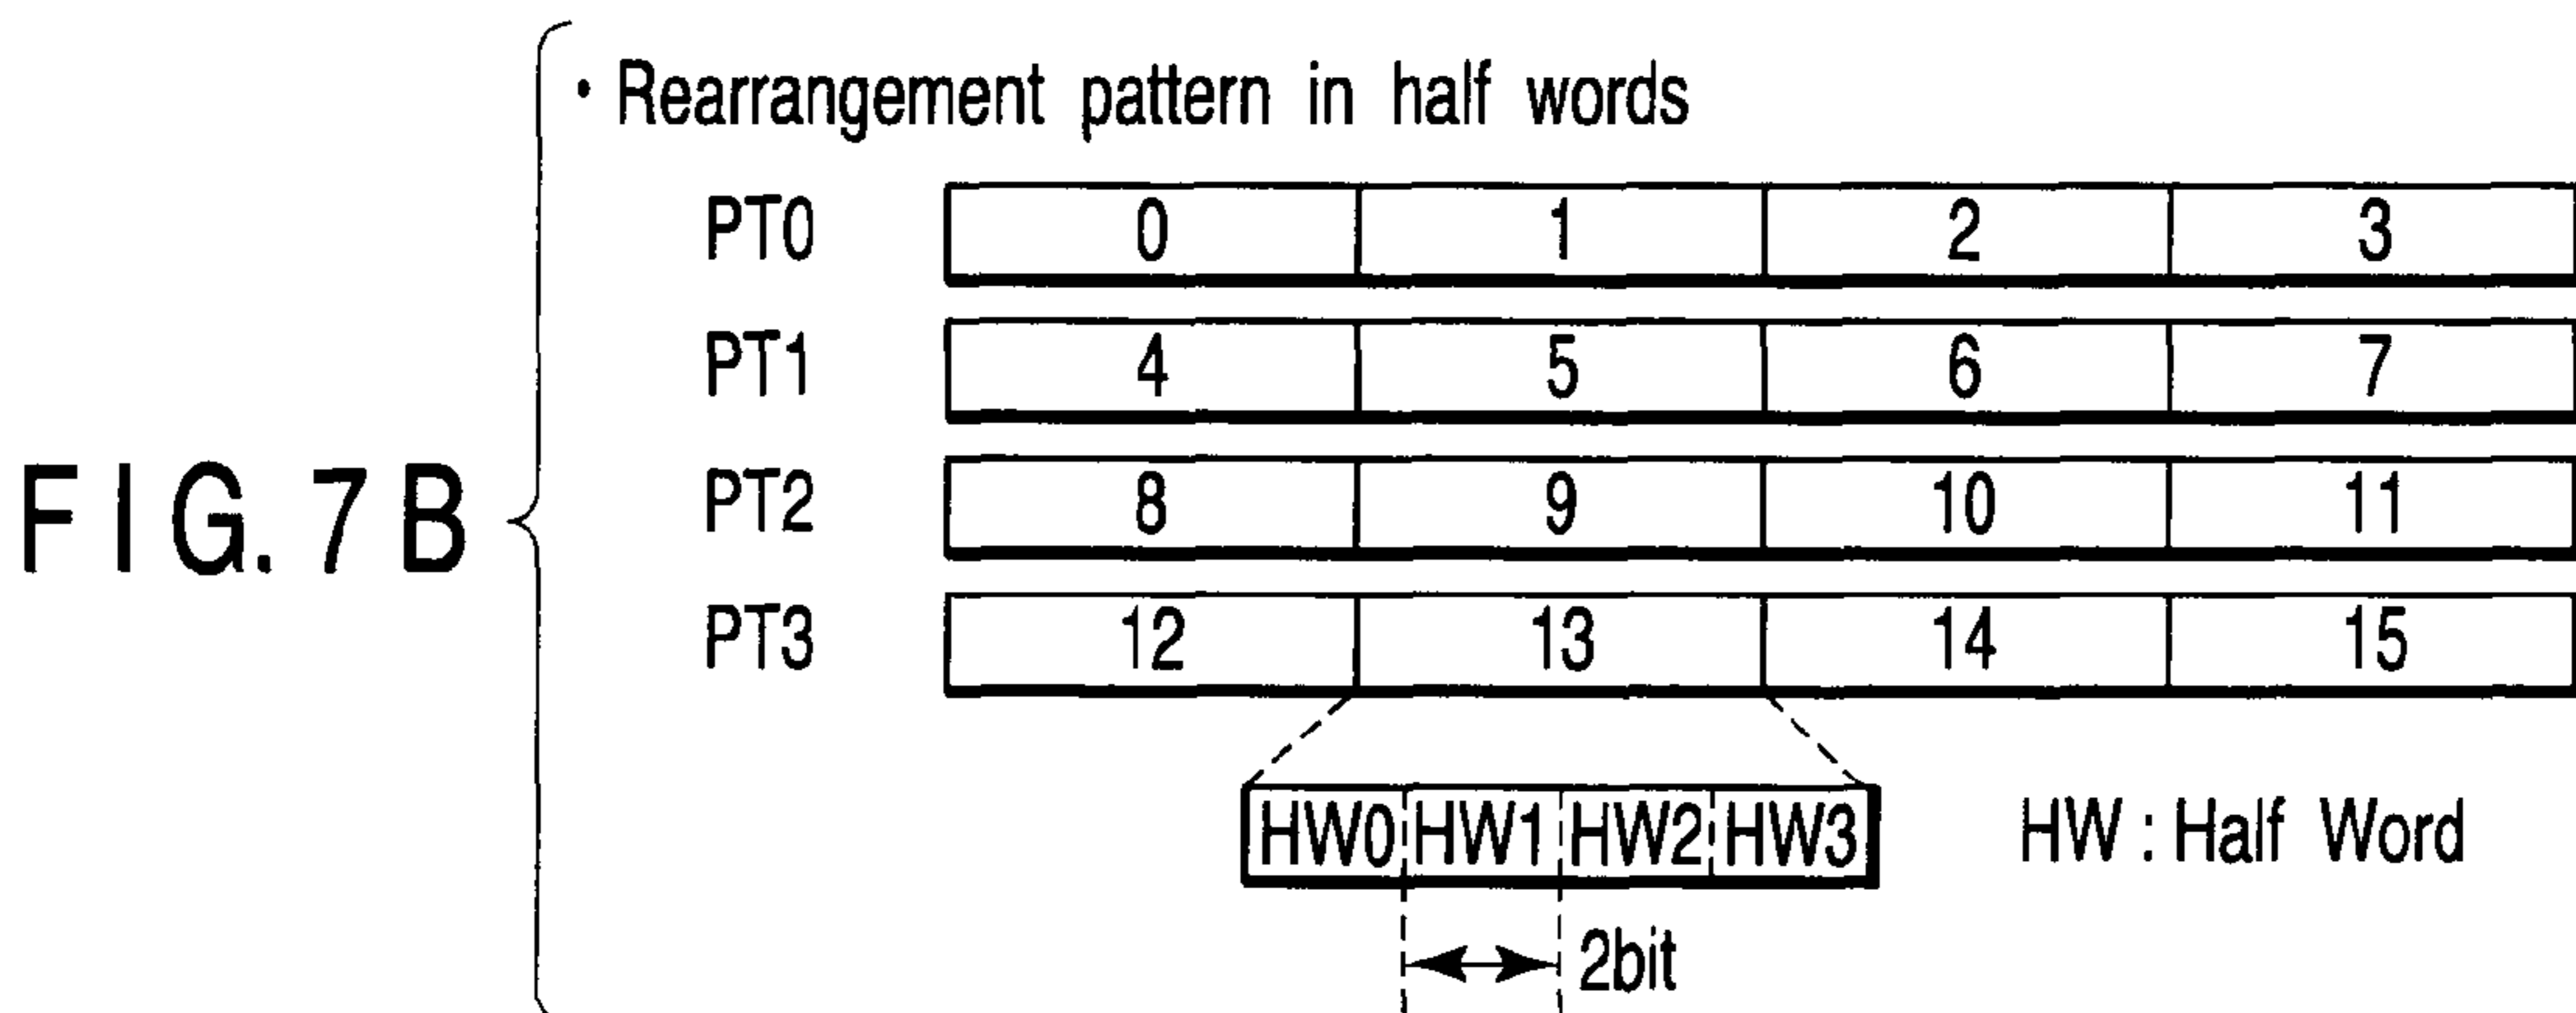 • Rearrangement pattern in half words
PT0 0 1 2 3
PT1 4 5 6 7
FIG. 7B
PT2 8 9 10 11
PT3 12 13 14 15
HW0 HW1 HW2 HW3 HW : Half Word
2bit